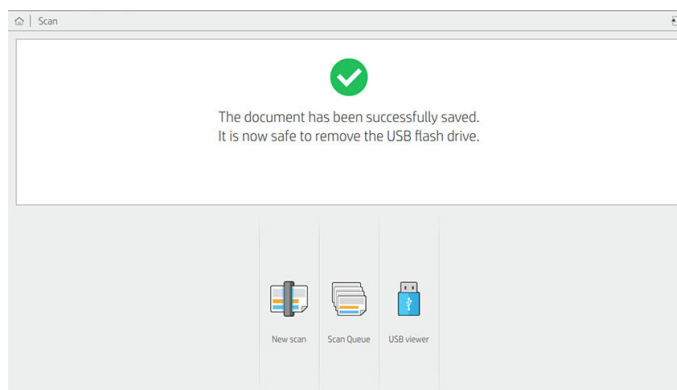 Scan
The document has been successfully saved.
It is now safe to remove the USB flash drive.
New scan
Scan Queue
USB viewer